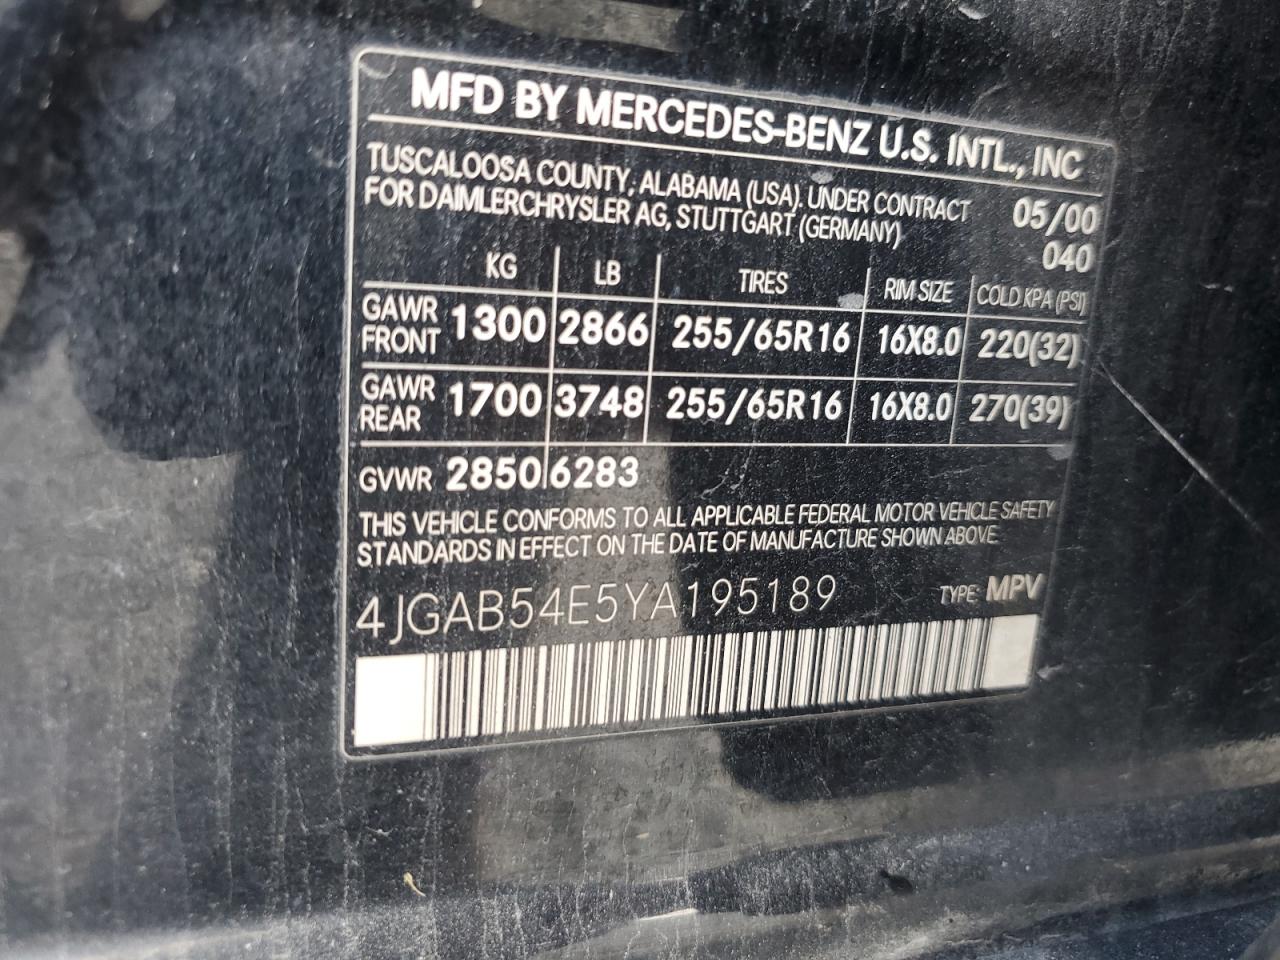 MFD BY MERCEDES-BENZ U.S. INTL., INC
TUSCALOOSA COUNTY, ALABAMA (USA). UNDER CONTRACT 05/00
FOR DAIMLERCHRYSLER AG, STUTTGART (GERMANY) 040
KG LB TIRES RIM SIZE COLD KPA (PSI)
GAWR FRONT 1300 2866 255/65R16 16X8.0 220(32)
GAWR REAR 1700 3748 255/65R16 16X8.0 270(39)
GVWR 2850 6283
THIS VEHICLE CONFORMS TO ALL APPLICABLE FEDERAL MOTOR VEHICLE SAFETY
STANDARDS IN EFFECT ON THE DATE OF MANUFACTURE SHOWN ABOVE
4JGAB54E5YA195189 TYPE: MPV